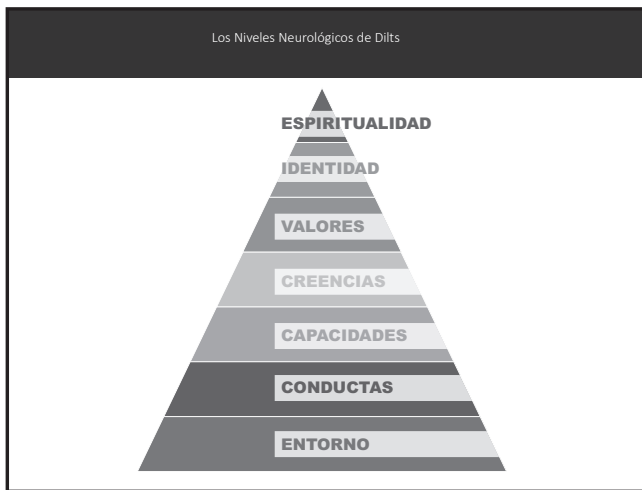 Los Niveles Neurológicos de Dilts
ESPIRITUALIDAD
IDENTIDAD
VALORES
CREENCIAS
CAPACIDADES
CONDUCTAS
ENTORNO